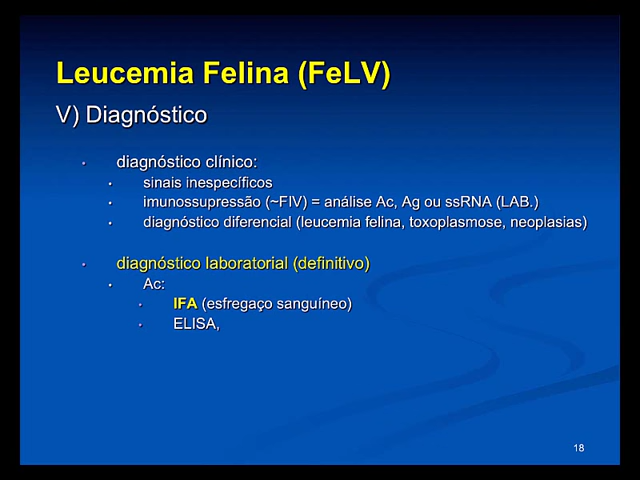 Leucemia Felina (FeLV)
V) Diagnóstico
diagnóstico clínico:
sinais inespecíficos
imunossupressão (~FIV) = análise Ac, Ag ou ssRNA (LAB.)
diagnóstico diferencial (leucemia felina, toxoplasmose, neoplasias)
diagnóstico laboratorial (definitivo)
Ac:
IFA (esfregaço sanguíneo)
ELISA,
18